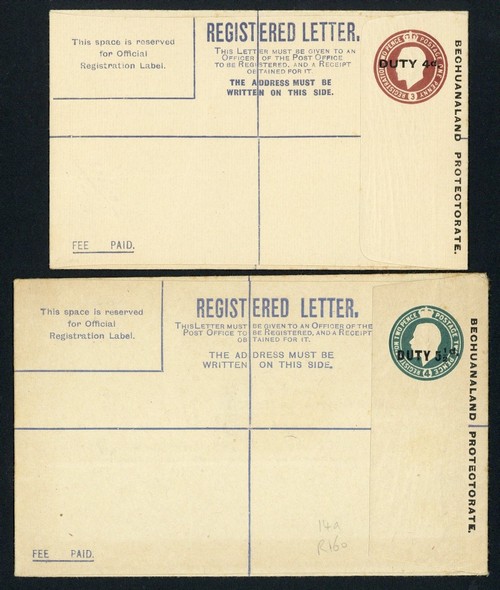 This space is reserved
for Official
Registration Label.
REGISTERED LETTER.
THIS LETTER MUST BE GIVEN TO AN
OFFICER OF THE POST OFFICE
TO BE REGISTERED, AND A RECEIPT
OBTAINED FOR IT.
THE ADDRESS MUST BE
WRITTEN ON THIS SIDE.
DUTY 4d.
BECHUANALAND PROTECTORATE.
FEE PAID.
This space is reserved
for Official
Registration Label.
REGISTERED LETTER.
THIS LETTER MUST BE GIVEN TO AN OFFICER OF THE
POST OFFICE TO BE REGISTERED, AND A RECEIPT
OBTAINED FOR IT.
THE ADDRESS MUST BE
WRITTEN ON THIS SIDE.
DUTY 5½d.
BECHUANALAND PROTECTORATE.
14a
R160
FEE PAID.